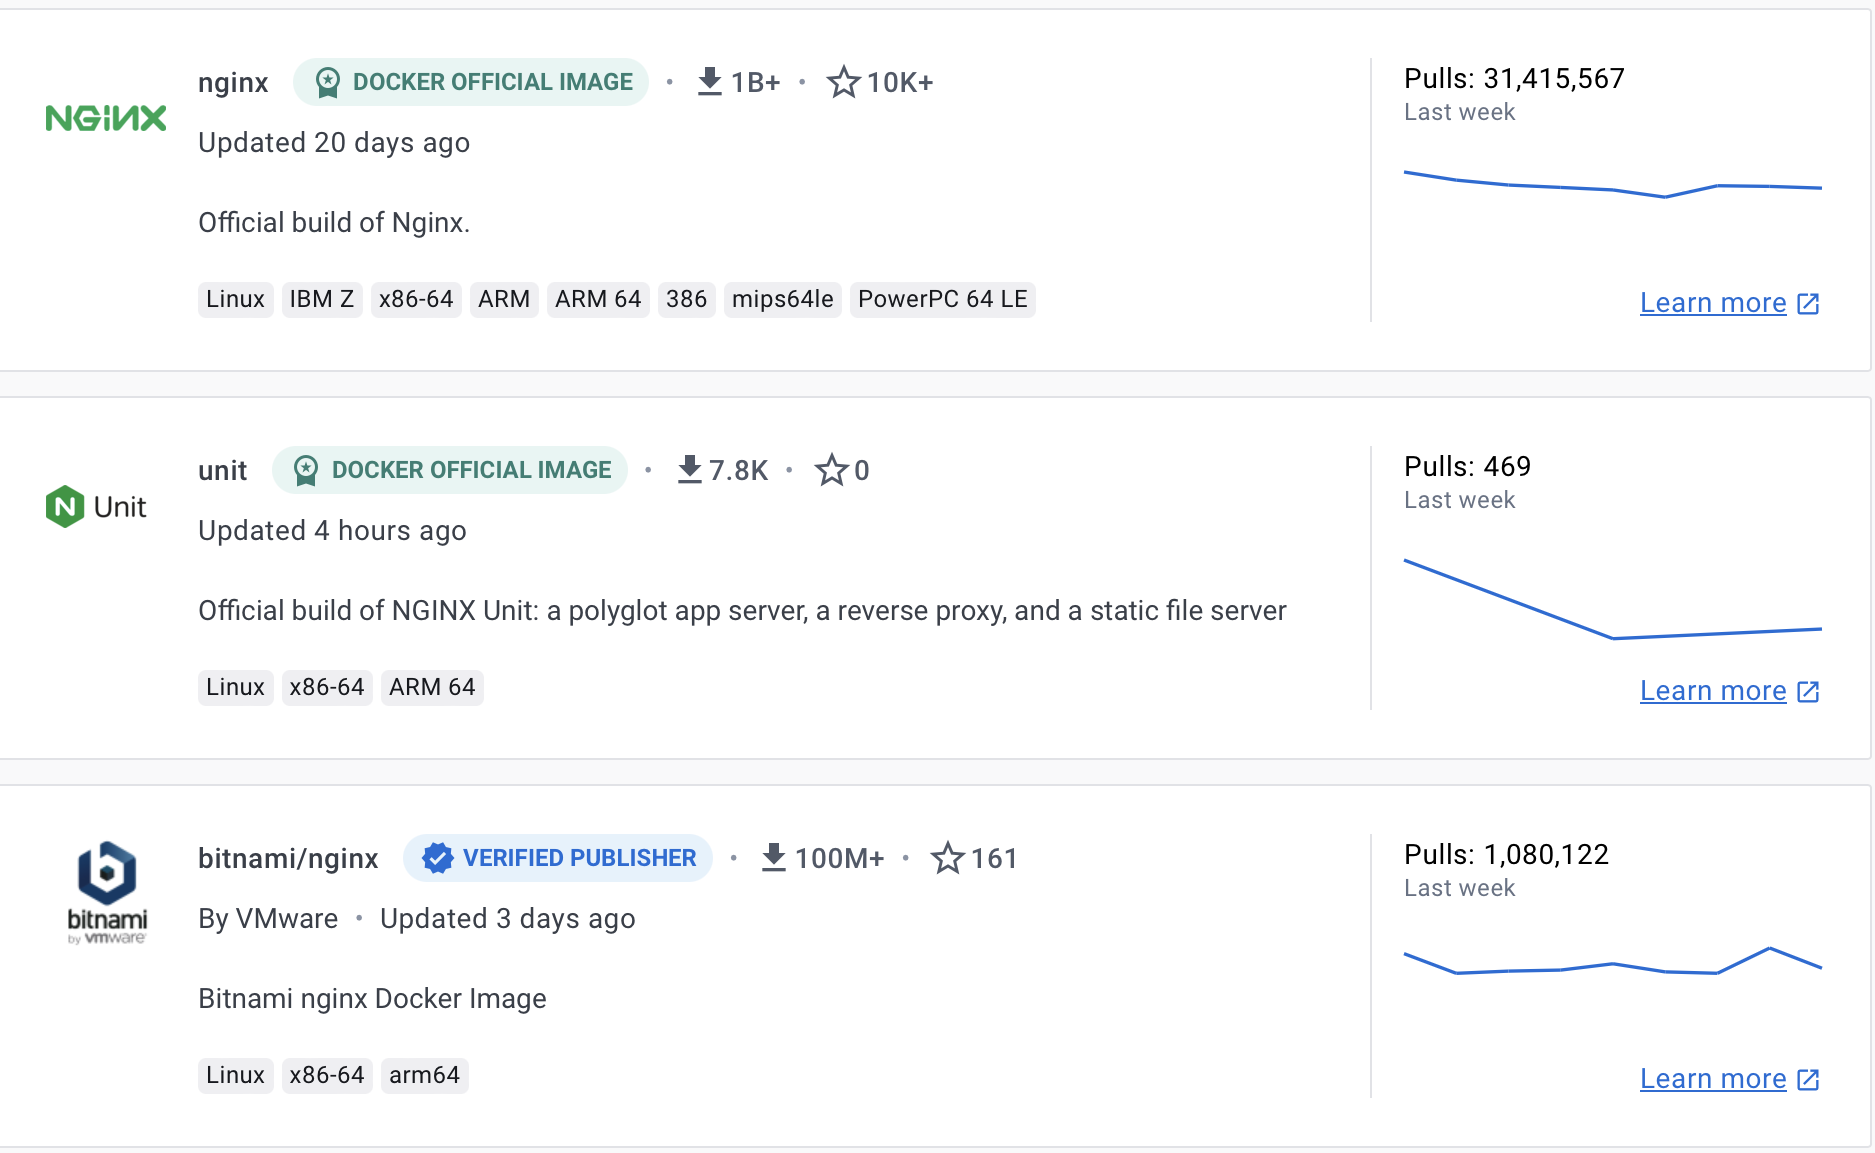 NGINX
nginx DOCKER OFFICIAL IMAGE • 1B+ • 10K+
Updated 20 days ago
Official build of Nginx.
Linux IBM Z x86-64 ARM ARM 64 386 mips64le PowerPC 64 LE
Pulls: 31,415,567
Last week
Learn more
N Unit
unit DOCKER OFFICIAL IMAGE • 7.8K • 0
Updated 4 hours ago
Official build of NGINX Unit: a polyglot app server, a reverse proxy, and a static file server
Linux x86-64 ARM 64
Pulls: 469
Last week
Learn more
b
bitnami
by vmware
bitnami/nginx VERIFIED PUBLISHER • 100M+ • 161
By VMware • Updated 3 days ago
Bitnami nginx Docker Image
Linux x86-64 arm64
Pulls: 1,080,122
Last week
Learn more